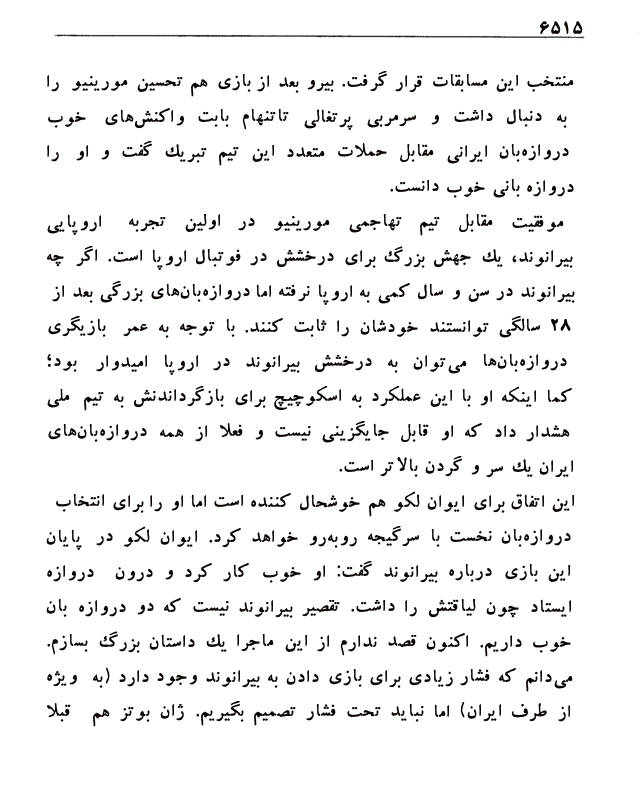 ۶۵۱۵
منتخب این مسابقات قرار گرفت. بیرو بعد از بازی هم تحسین مورینیو را
به دنبال داشت و سرمربی پرتغالی تاتنهام بابت واکنش‌های خوب
دروازه‌بان ایرانی مقابل حملات متعدد این تیم تبریك گفت و او را
دروازه بانی خوب دانست.
موفقیت مقابل تیم تهاجمی مورینیو در اولین تجربه اروپایی
بیرانوند، یك جهش بزرگ برای درخشش در فوتبال اروپا است. اگر چه
بیرانوند در سن و سال کمی به اروپا نرفته اما دروازه‌بان‌های بزرگی بعد از
۲۸ سالگی توانستند خودشان را ثابت کنند. با توجه به عمر بازیگری
دروازه‌بان‌ها می‌توان به درخشش بیرانوند در اروپا امیدوار بود؛
کما اینکه او با این عملکرد به اسکوچیچ برای بازگرداندنش به تیم ملی
هشدار داد که او قابل جایگزینی نیست و فعلا از همه دروازه‌بان‌های
ایران یك سر و گردن بالاتر است.
این اتفاق برای ایوان لکو هم خوشحال کننده است اما او را برای انتخاب
دروازه‌بان نخست با سرگیجه روبه‌رو خواهد کرد. ایوان لکو در پایان
این بازی درباره بیرانوند گفت: او خوب کار کرد و درون دروازه
ایستاد چون لیاقتش را داشت. تقصیر بیرانوند نیست که دو دروازه بان
خوب داریم. اکنون قصد ندارم از این ماجرا یك داستان بزرگ بسازم.
می‌دانم که فشار زیادی برای بازی دادن به بیرانوند وجود دارد (به ویژه
از طرف ایران) اما نباید تحت فشار تصمیم بگیریم. ژان بوتز هم قبلا